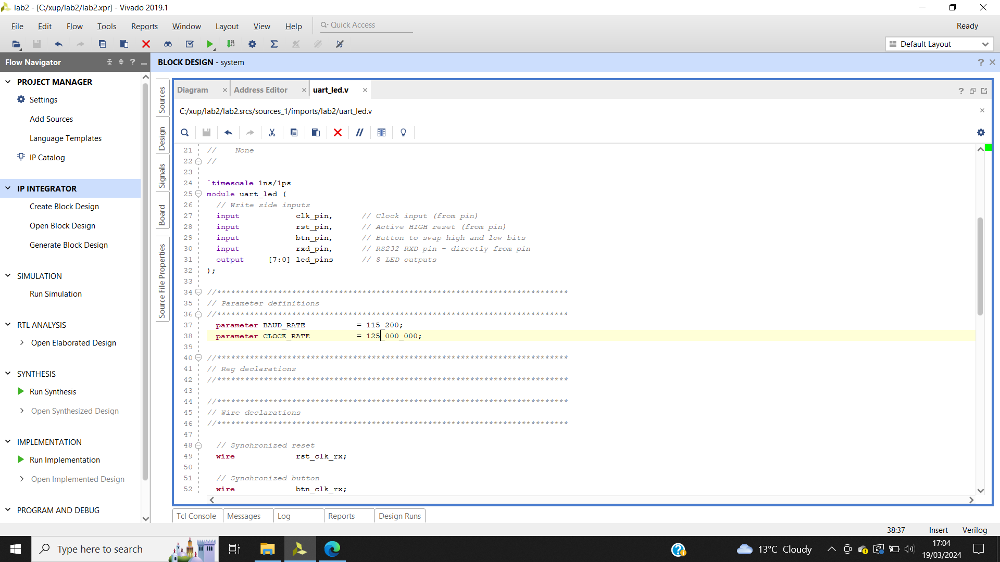 lab2 - [C:/xup/lab2/lab2.xpr] - Vivado 2019.1
File Edit Flow Tools Reports Window Layout View Help Quick Access Ready
Default Layout
Flow Navigator
BLOCK DESIGN - system
PROJECT MANAGER
Settings
Add Sources
Language Templates
IP Catalog
IP INTEGRATOR
Create Block Design
Open Block Design
Generate Block Design
SIMULATION
Run Simulation
RTL ANALYSIS
Open Elaborated Design
SYNTHESIS
Run Synthesis
Open Synthesized Design
IMPLEMENTATION
Run Implementation
Open Implemented Design
PROGRAM AND DEBUG
Sources
Design
Signals
Board
Source File Properties
Diagram Address Editor uart_led.v
C:/xup/lab2/lab2.srcs/sources_1/imports/lab2/uart_led.v
21 //    None
22 //
23
24 `timescale 1ns/1ps
25 module uart_led (
26   // Write side inputs
27   input            clk_pin,      // Clock input (from pin)
28   input            rst_pin,      // Active HIGH reset (from pin)
29   input            btn_pin,      // Button to swap high and low bits
30   input            rxd_pin,      // RS232 RXD pin - directly from pin
31   output     [7:0] led_pins      // 8 LED outputs
32 );
33
34 //***************************************************************************
35 // Parameter definitions
36 //***************************************************************************
37   parameter BAUD_RATE           = 115_200;
38   parameter CLOCK_RATE          = 125_000_000;
39
40 //***************************************************************************
41 // Reg declarations
42 //***************************************************************************
43
44 //***************************************************************************
45 // Wire declarations
46 //***************************************************************************
47
48   // Synchronized reset
49   wire             rst_clk_rx;
50
51   // Synchronized button
52   wire             btn_clk_rx;
Tcl Console Messages Log Reports Design Runs
38:37 Insert Verilog
Type here to search
13°C Cloudy
17:04
19/03/2024